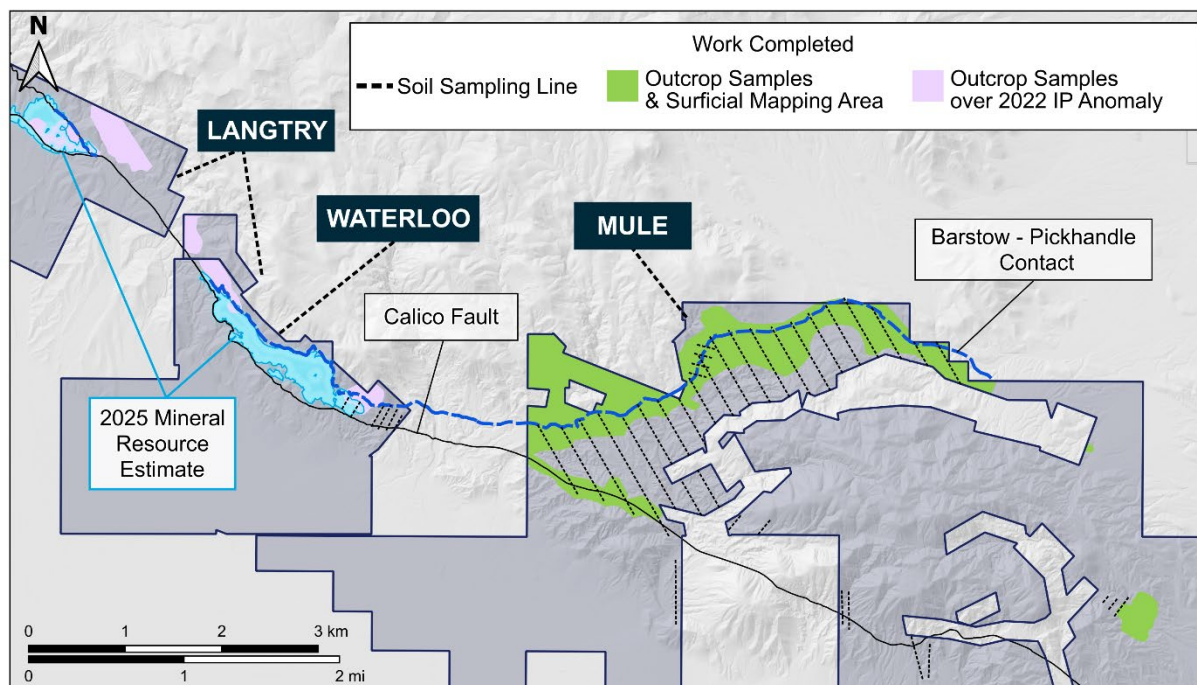 N
Work Completed
Soil Sampling Line
Outcrop Samples
& Surficial Mapping Area
Outcrop Samples
over 2022 IP Anomaly
LANGTRY
WATERLOO
MULE
Barstow - Pickhandle
Contact
Calico Fault
2025 Mineral
Resource
Estimate
0 1 2 3 km
0 1 2 mi